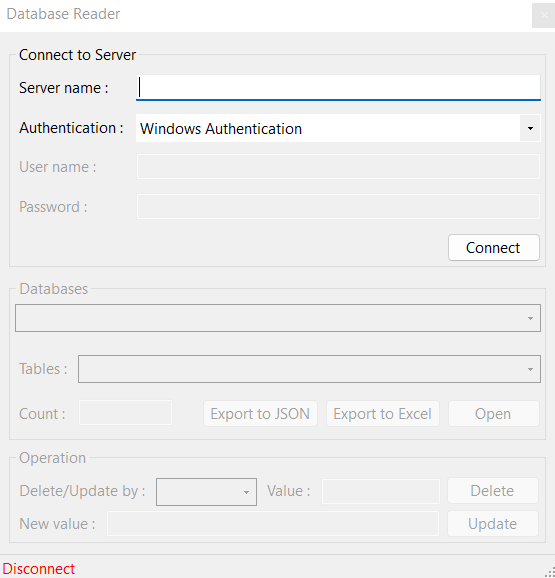 Database Reader
Connect to Server
Server name :
Authentication : Windows Authentication
User name :
Password :
Connect
Databases
Tables :
Count : Export to JSON Export to Excel Open
Operation
Delete/Update by : Value : Delete
New value : Update
Disconnect